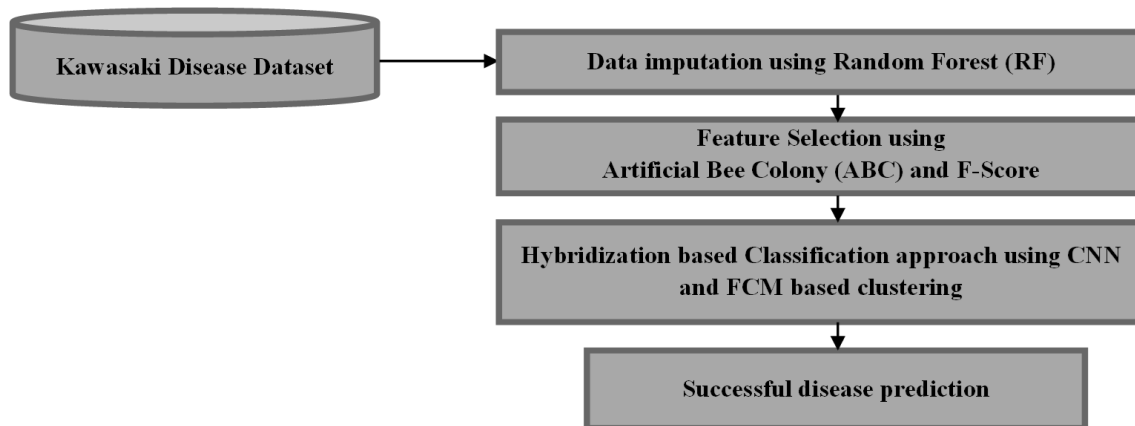 Kawasaki Disease Dataset
Data imputation using Random Forest (RF)
Feature Selection using
Artificial Bee Colony (ABC) and F-Score
Hybridization based Classification approach using CNN
and FCM based clustering
Successful disease prediction